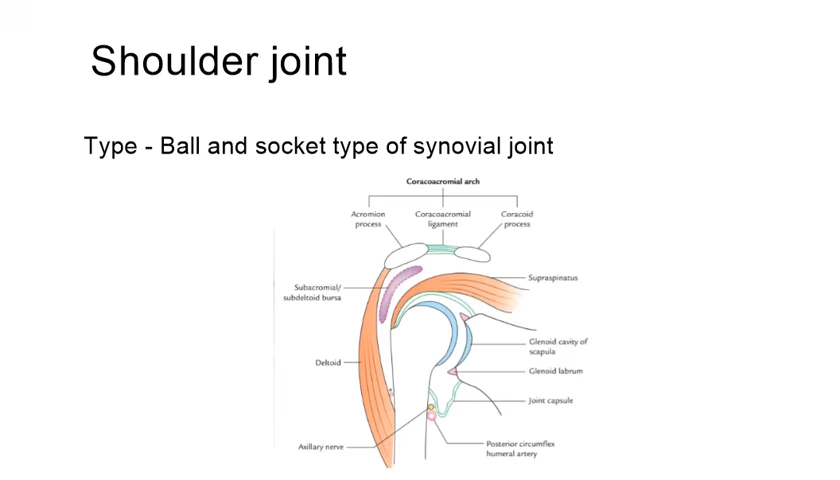 Shoulder joint
Type - Ball and socket type of synovial joint
Coracoacromial arch
Acromion
process
Coracoacromial
ligament
Coracoid
process
Subacromial/
subdeltoid bursa
Supraspinatus
Glenoid cavity of
scapula
Deltoid
Glenoid labrum
Joint capsule
Axillary nerve
Posterior circumflex
humeral artery